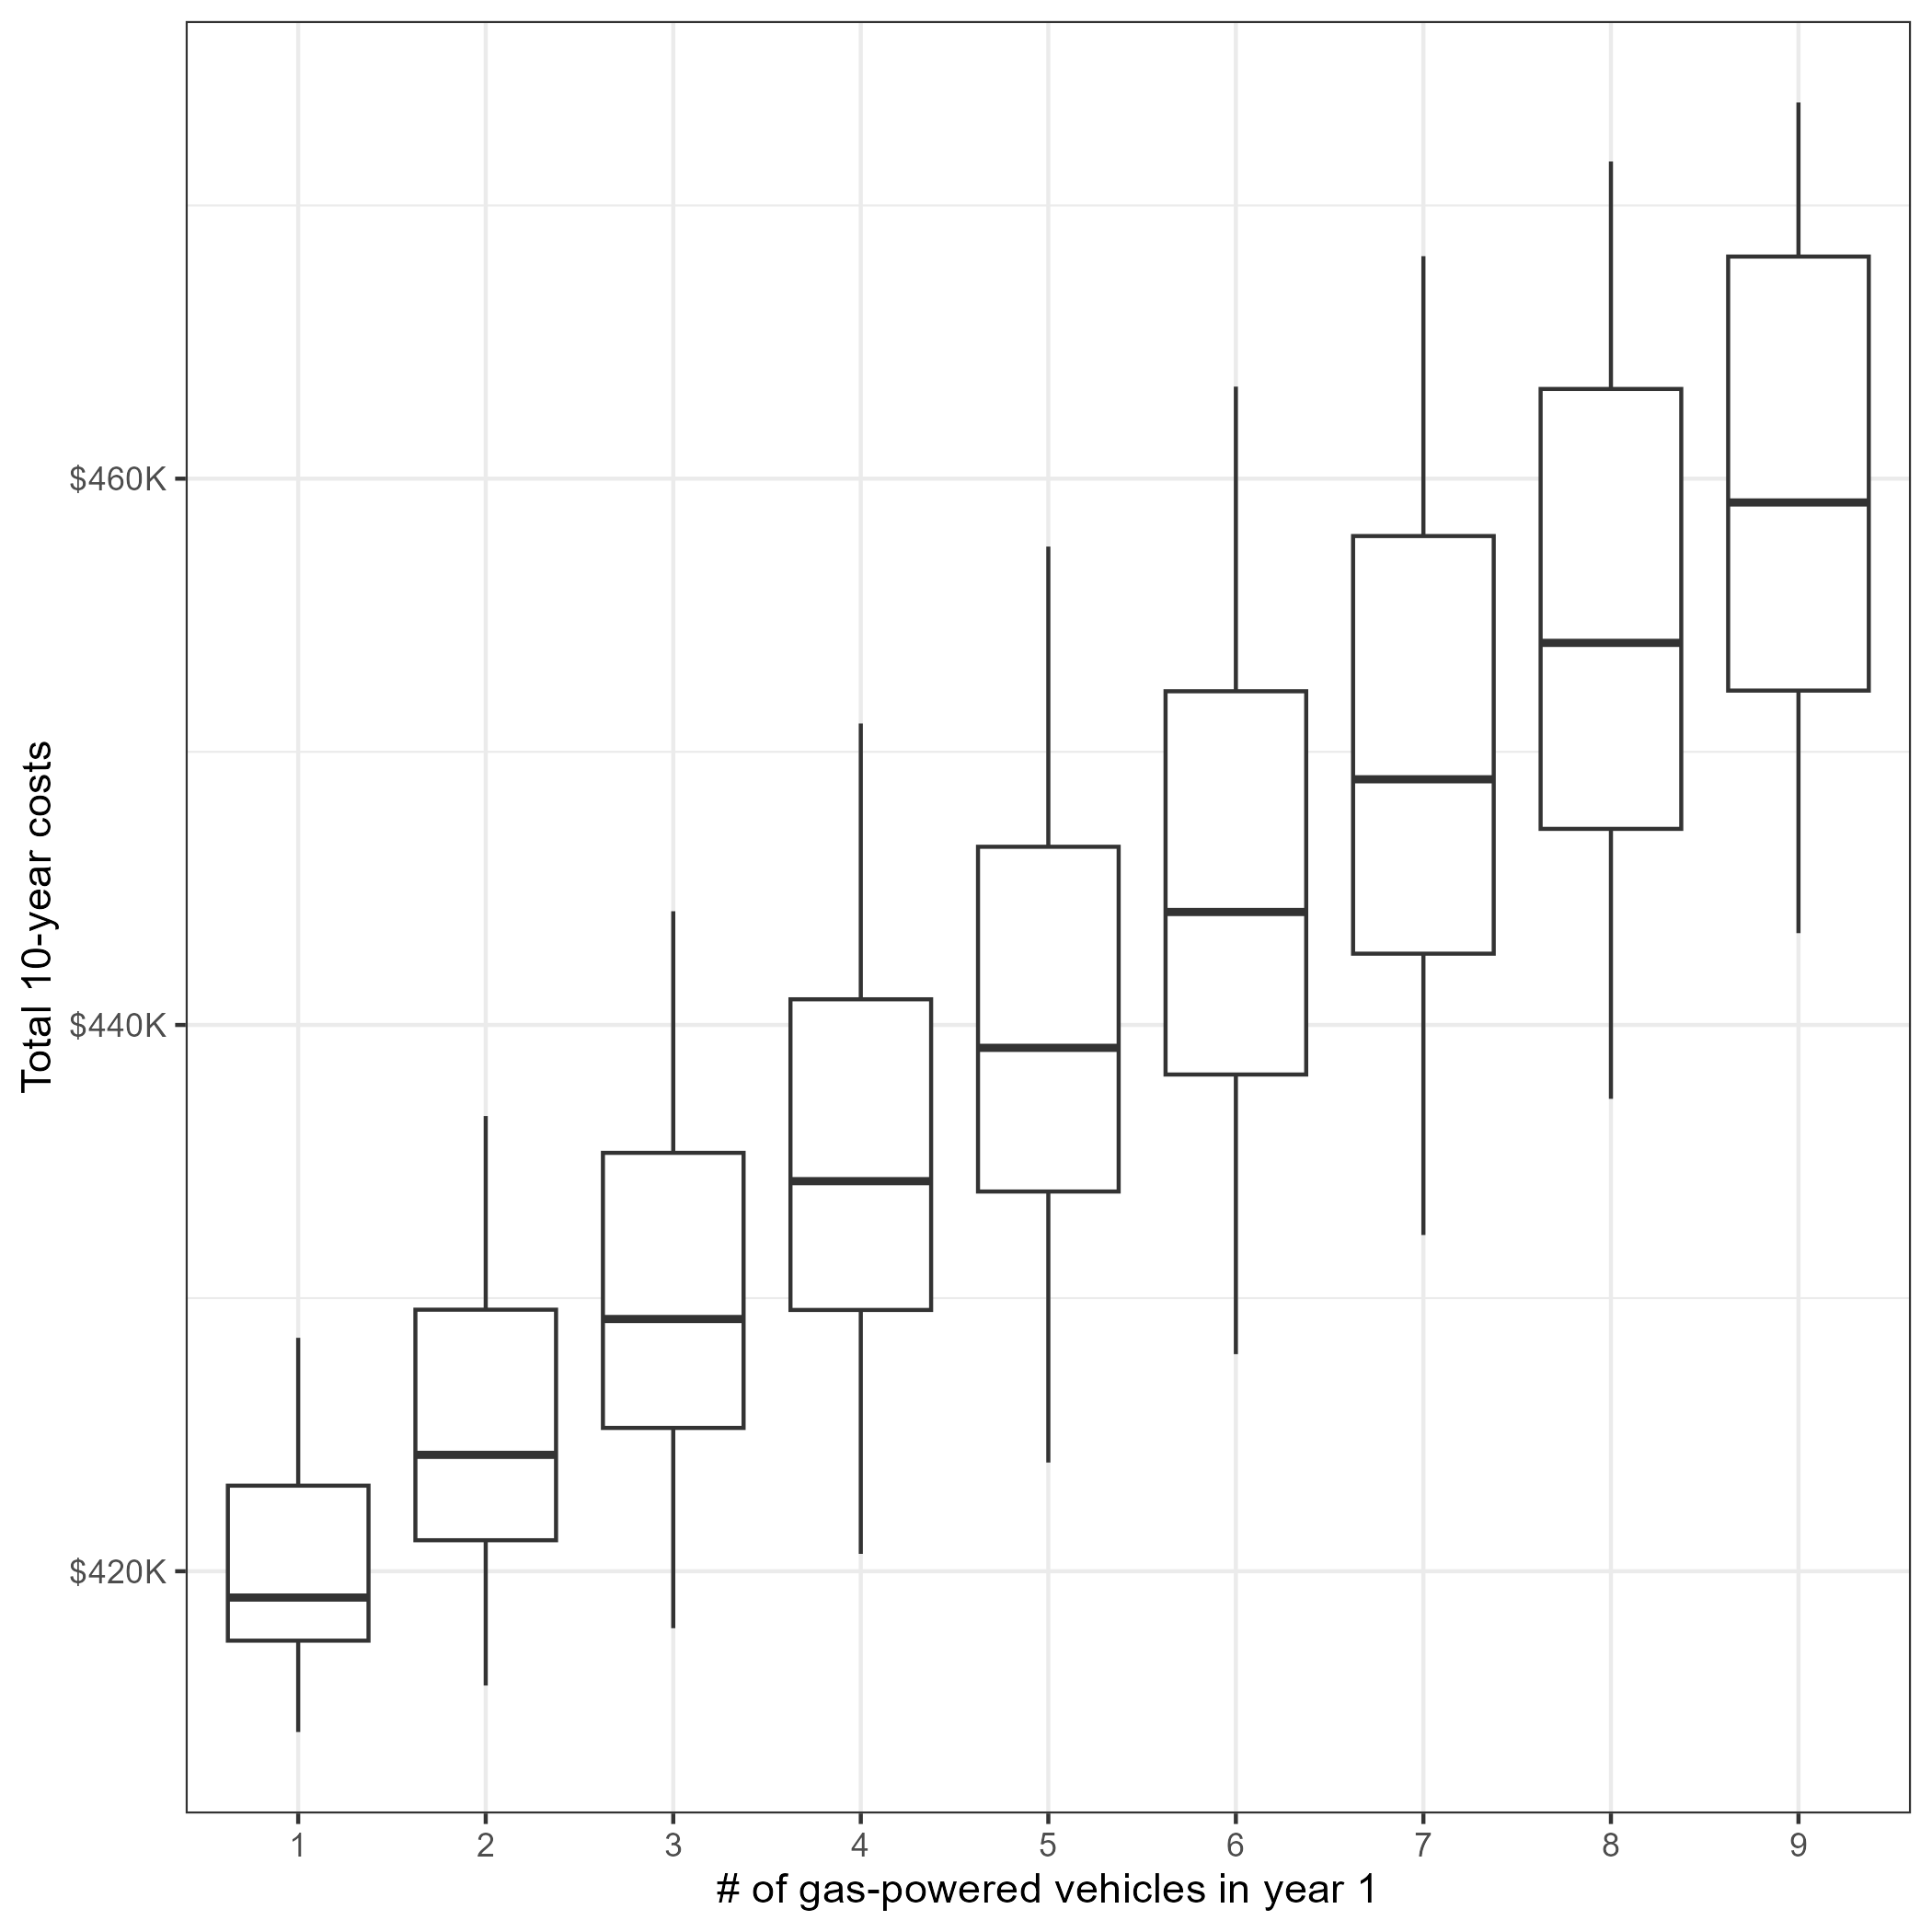 Total 10-year costs
$460K
$440K
$420K
1 2 3 4 5 6 7 8 9
# of gas-powered vehicles in year 1